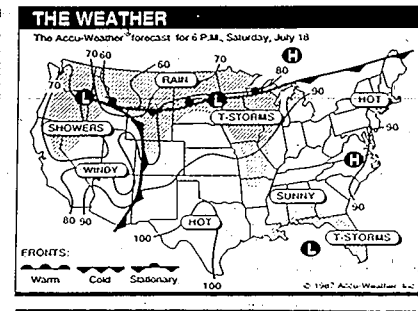 THE WEATHER
The Accu-Weather forecast for 6 P.M., Saturday, July 18
H
70 60
60
70
80
RAIN
70
L
L
90
HOT
T-STORMS
SHOWERS
90
H
WINDY
SUNNY
90
80 90
HOT
100
L
T-STORMS
FRONTS:
Warm Cold Stationary
100
© 1987 Accu-Weather, Inc.